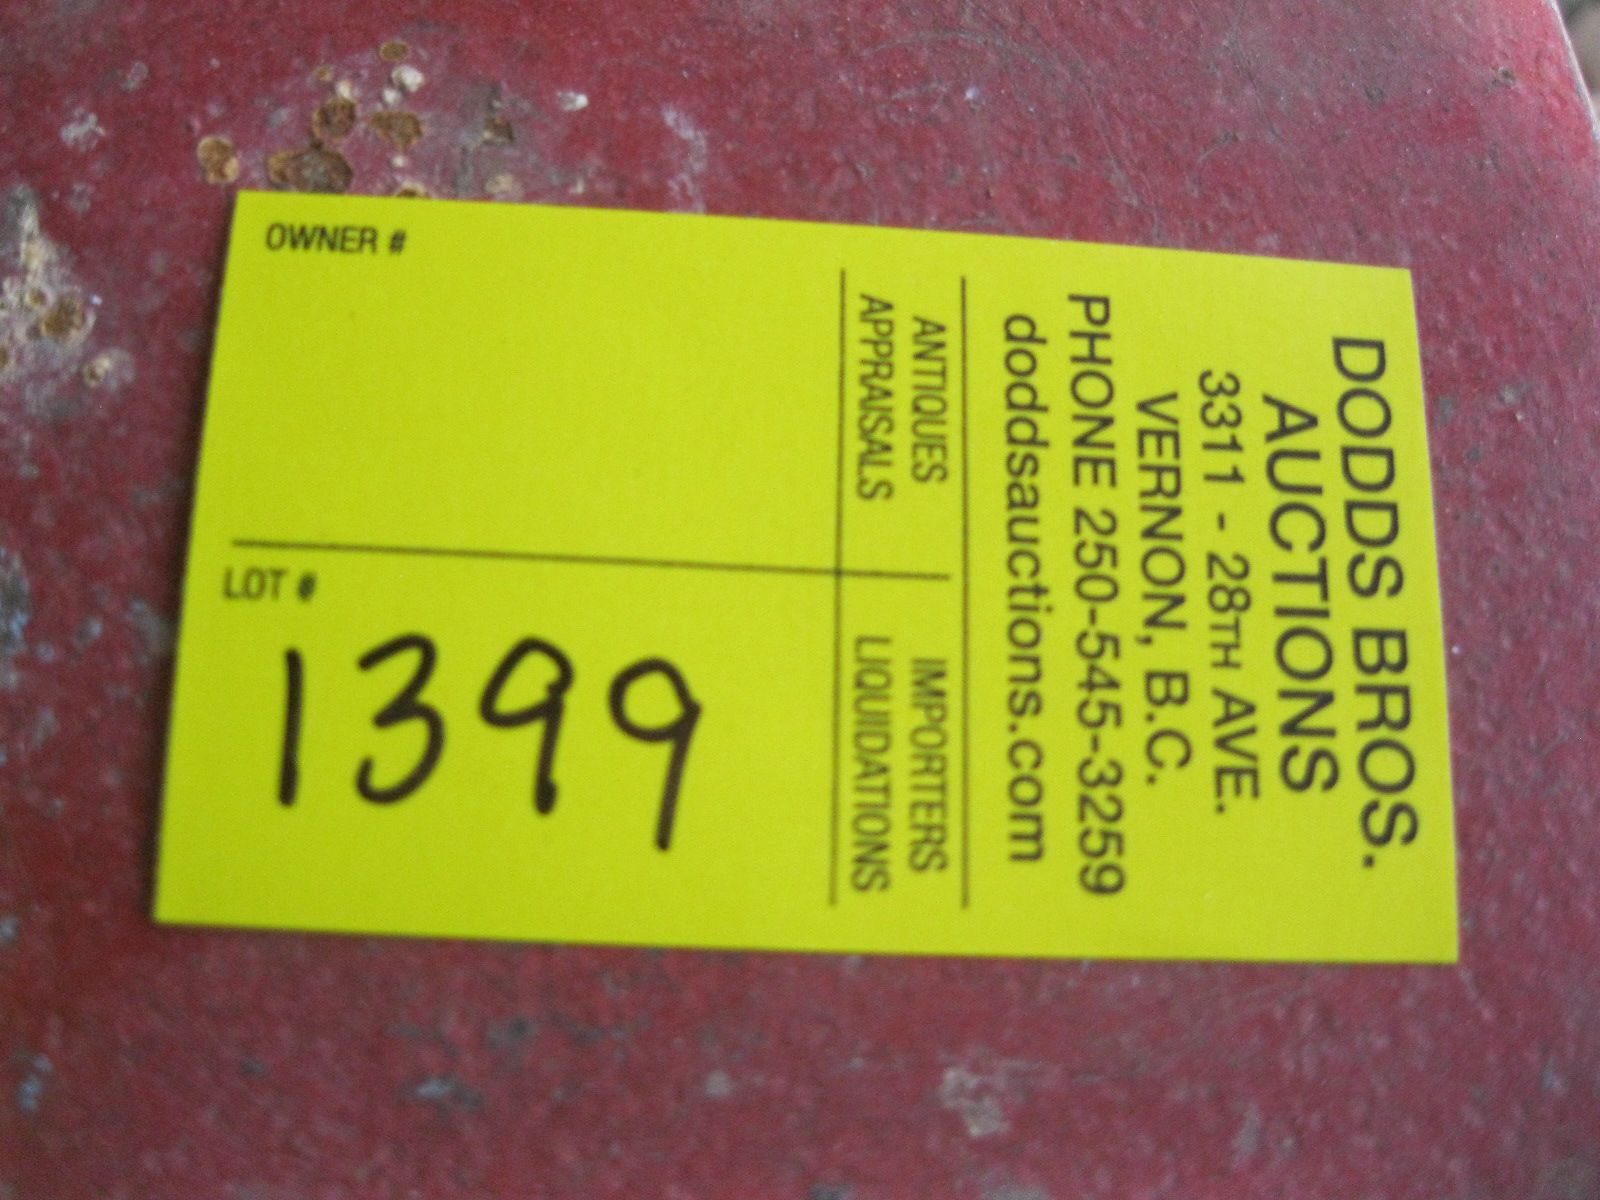 DODDS BROS.
AUCTIONS
3311 - 28TH AVE.
VERNON, B.C.
PHONE 250-545-3259
doddsauctions.com
ANTIQUES
APPRAISALS
IMPORTERS
LIQUIDATIONS
OWNER #
LOT #
1399